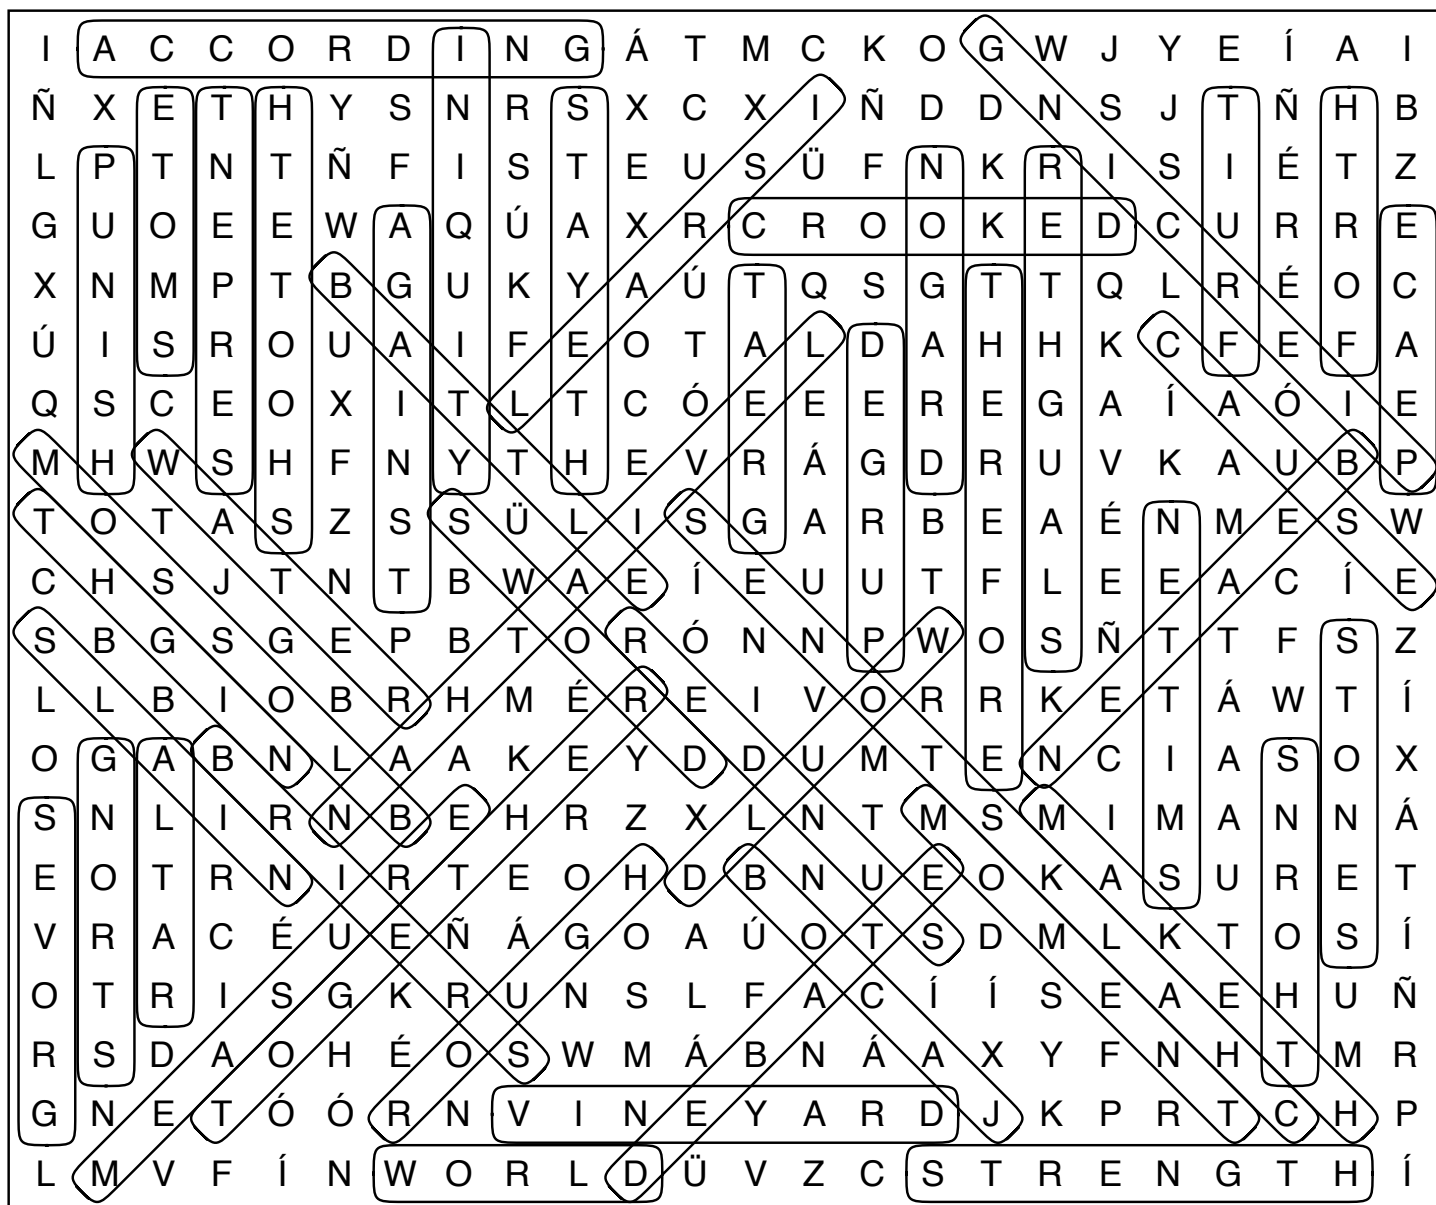 I A C C O R D I N G Á T M C K O G W J Y E Í A I
Ñ X E T H Y S N R S X C X I Ñ D D N S J T Ñ H B
L P T N T Ñ F I S T E U S Ü F N K R I S I É T Z
G U O E E W A Q Ú A X R C R O O K E D C U R R E
X N M P T B G U K Y A Ú T Q S G T T Q L R É O C
Ú I S R O U A I F E O T A L D A H H K C F E F A
Q S C E O X I T L T C Ó E E E R E G A Í A Ó I E
M H W S H F N Y T H E V R Á G D R U V K A U B P
T O T A S Z S S Ü L I S G A R B E A É N M E S W
C H S J T N T B W A E Í E U U T F L E E A C Í E
S B G S G E P B T O R Ó N N P W O S Ñ T T F S Z
L L B I O B R H M É R E I V O R R K E T Á W T Í
O G A B N L A A K E Y D D U M T E N C I A S O X
S N L I R N B E H R Z X L N T M S M I M A N N Á
E O T R N I R T E O H D B N U E O K A S U R E T
V R A C É U E Ñ Á G O A Ú O T S D M L K T O S Í
O T R I S G K R U N S L F A C Í Í S E A E H U Ñ
R S D A O H É O S W M Á B N Á A X Y F N H T M R
G N E T Ó Ó R N V I N E Y A R D J K P R T C H P
L M V F Í N W O R L D Ü V Z C S T R E N G T H Í